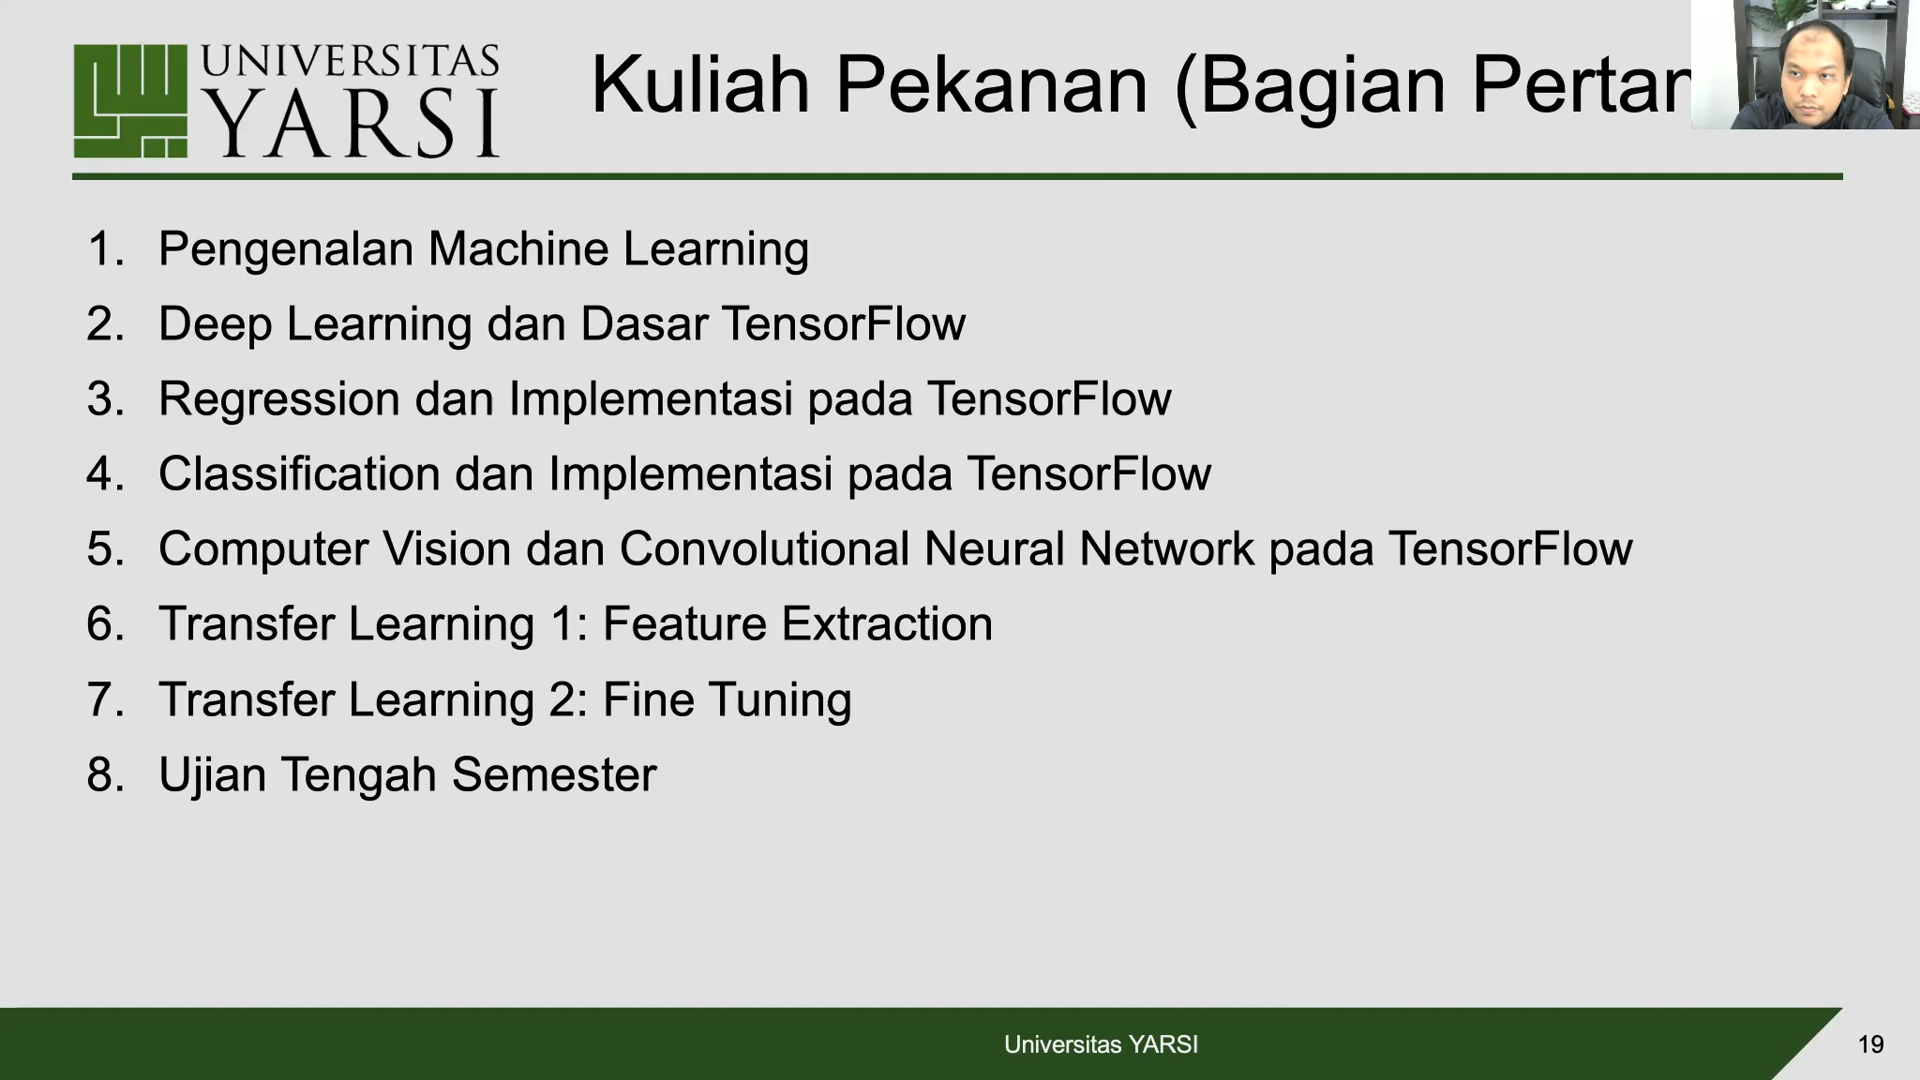 UNIVERSITAS
YARSI
Kuliah Pekanan (Bagian
1. Pengenalan Machine Learning
2. Deep Learning dan Dasar TensorFlow
3. Regression dan Implementasi pada TensorFlow
4. Classification dan Implementasi pada TensorFlow
5. Computer Vision dan Convolutional Neural Network pada TensorFlow
6. Transfer Learning 1: Feature Extraction
7. Transfer Learning 2: Fine Tuning
8. Ujian Tengah Semester
Universitas YARSI
19